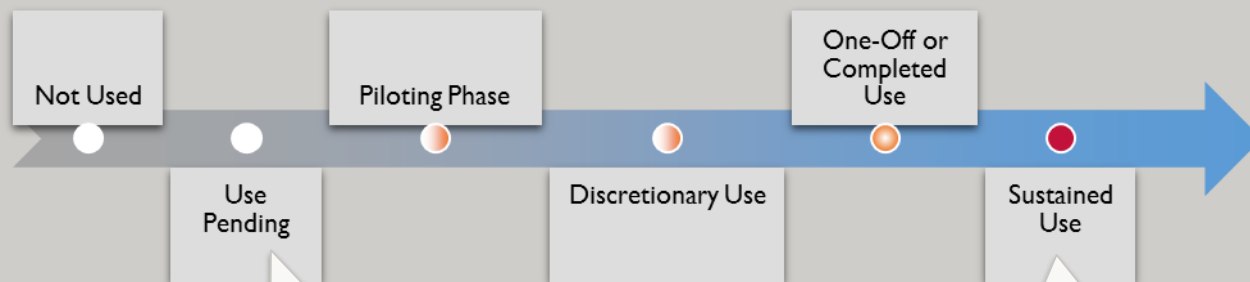 Not Used
Use
Pending
Piloting Phase
Discretionary Use
One-Off or
Completed
Use
Sustained
Use